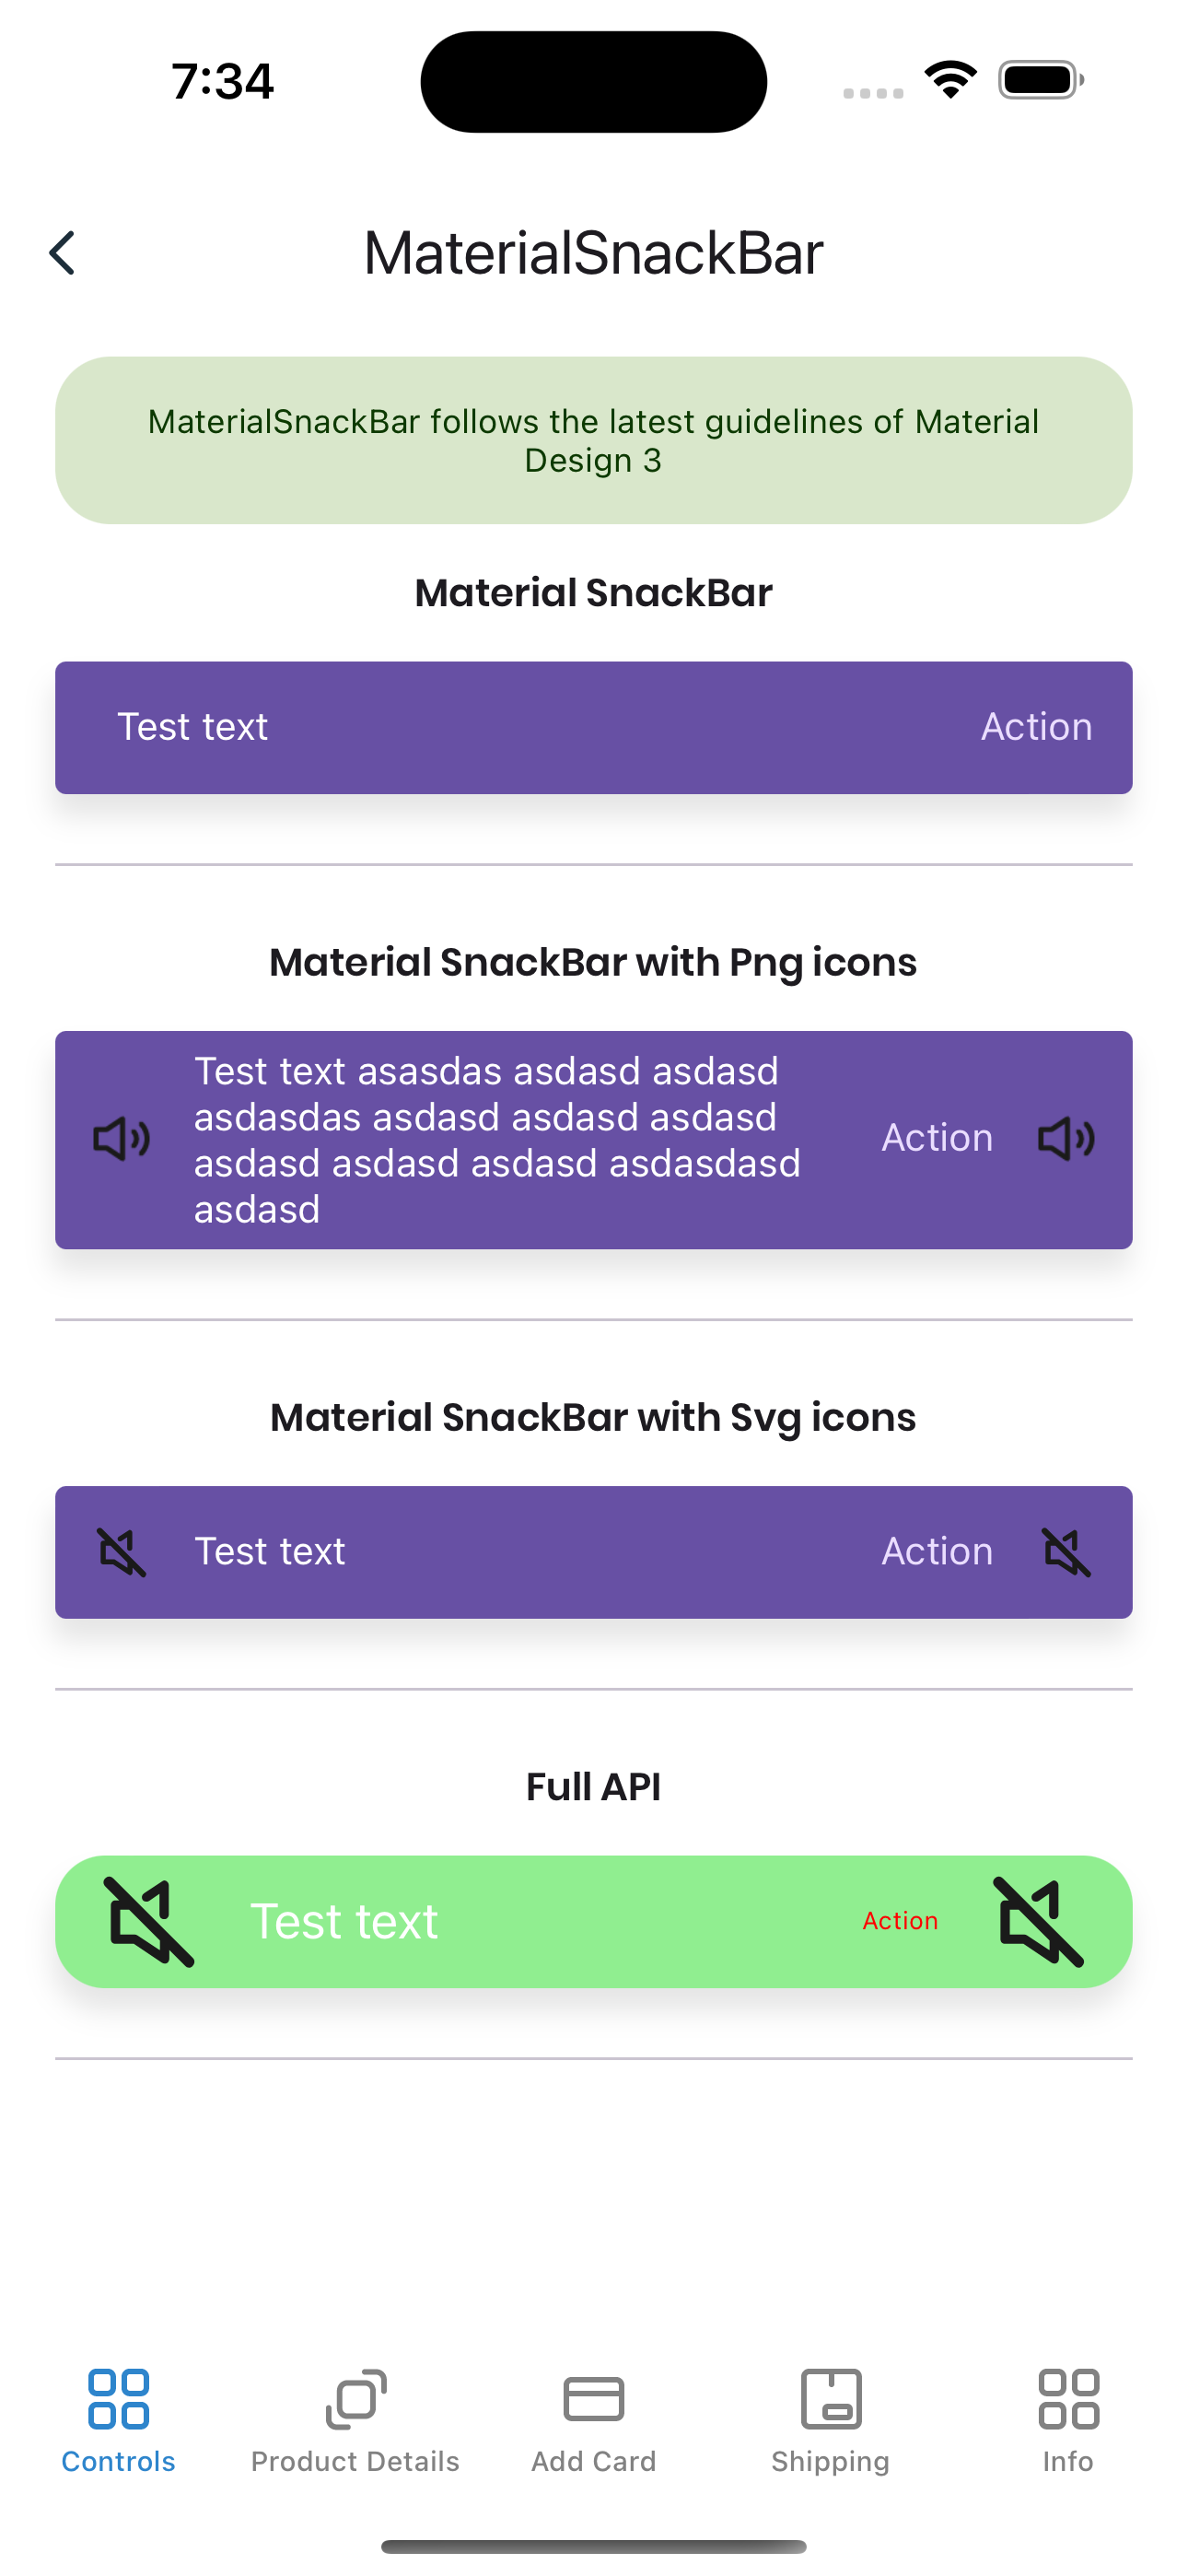 7:34
MaterialSnackBar
MaterialSnackBar follows the latest guidelines of Material
Design 3
Material SnackBar
Test text
Action
Material SnackBar with Png icons
Test text asasdas asdasd asdasd
asdasdas asdasd asdasd asdasd
asdasd asdasd asdasd asdasdasd
asdasd
Action
Material SnackBar with Svg icons
Test text
Action
Full API
Test text
Action
Controls
Product Details
Add Card
Shipping
Info